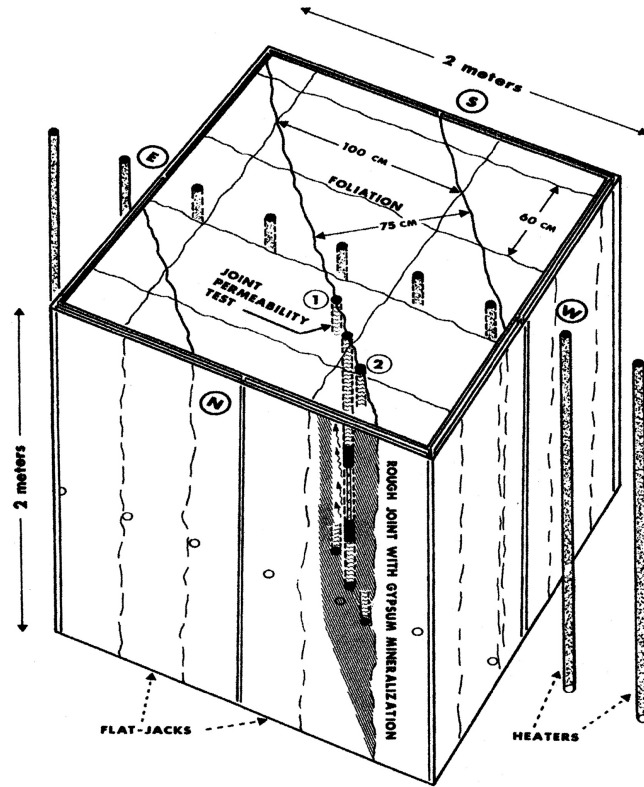 2 meters
S
E
100 CM
FOLIATION
60 CM
75 CM
JOINT
PERMEABILITY
TEST
1
W
2
N
2 meters
ROUGH JOINT WITH GYPSUM MINERALIZATION
FLAT-JACKS
HEATERS